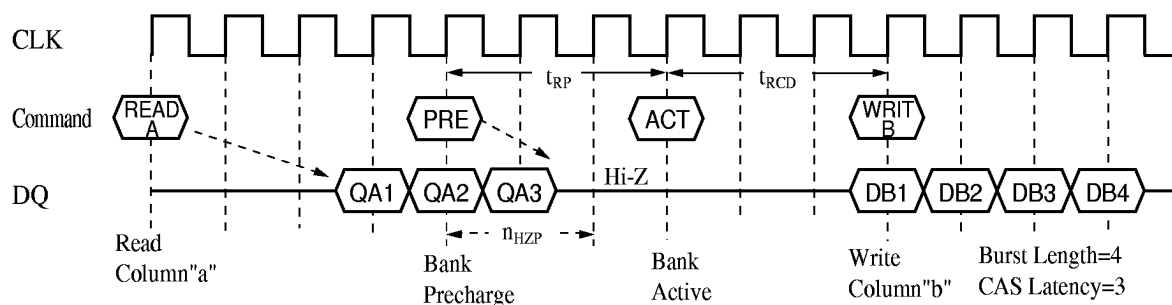 CLK
tRP
tRCD
Command
READ
A
PRE
ACT
WRIT
B
DQ
QA1
QA2
QA3
Hi-Z
DB1
DB2
DB3
DB4
nHZP
Read
Column"a"
Bank
Precharge
Bank
Active
Write
Column"b"
Burst Length=4
CAS Latency=3